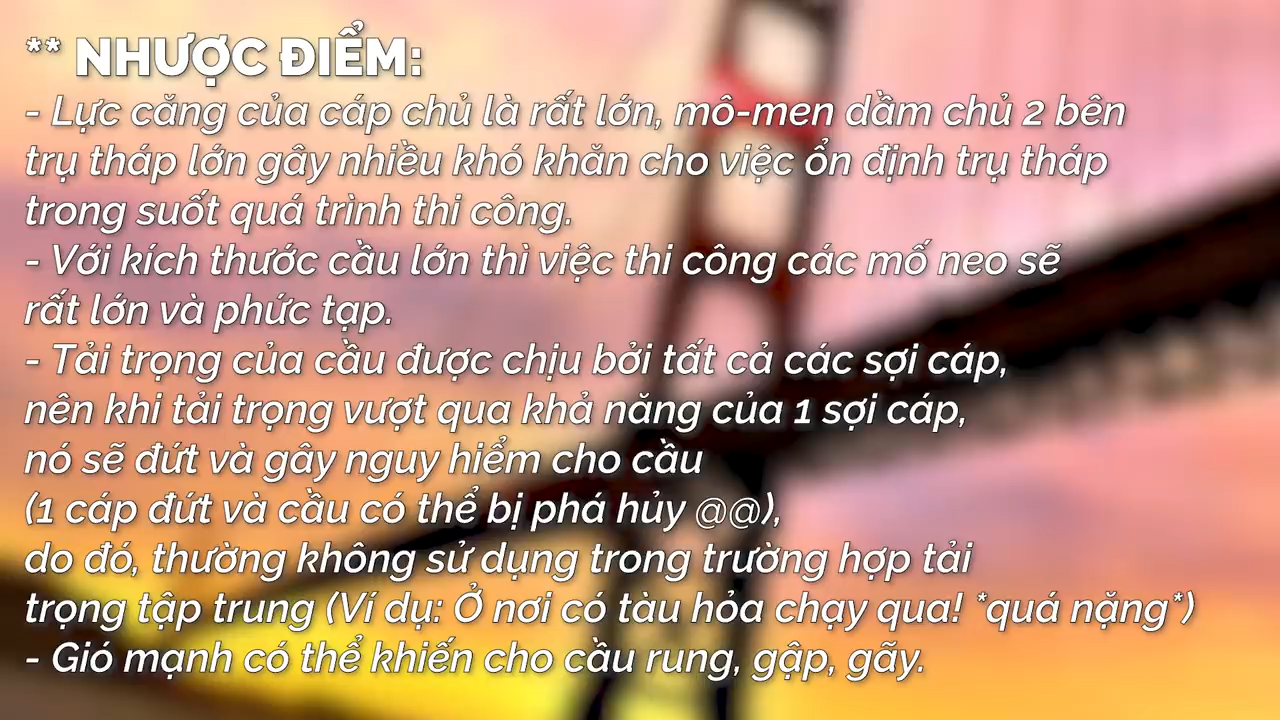 ** NHƯỢC ĐIỂM:
- Lực căng của cáp chủ là rất lớn, mô-men dầm chủ 2 bên
trụ tháp lớn gây nhiều khó khăn cho việc ổn định trụ tháp
trong suốt quá trình thi công.
- Với kích thước cầu lớn thì việc thi công các mố neo sẽ
rất lớn và phức tạp.
- Tải trọng của cầu được chịu bởi tất cả các sợi cáp,
nên khi tải trọng vượt qua khả năng của 1 sợi cáp,
nó sẽ đứt và gây nguy hiểm cho cầu
(1 cáp đứt và cầu có thể bị phá hủy @@),
do đó, thường không sử dụng trong trường hợp tải
trọng tập trung (Ví dụ: Ở nơi có tàu hỏa chạy qua! *quá nặng*)
- Gió mạnh có thể khiến cho cầu rung, gập, gãy.